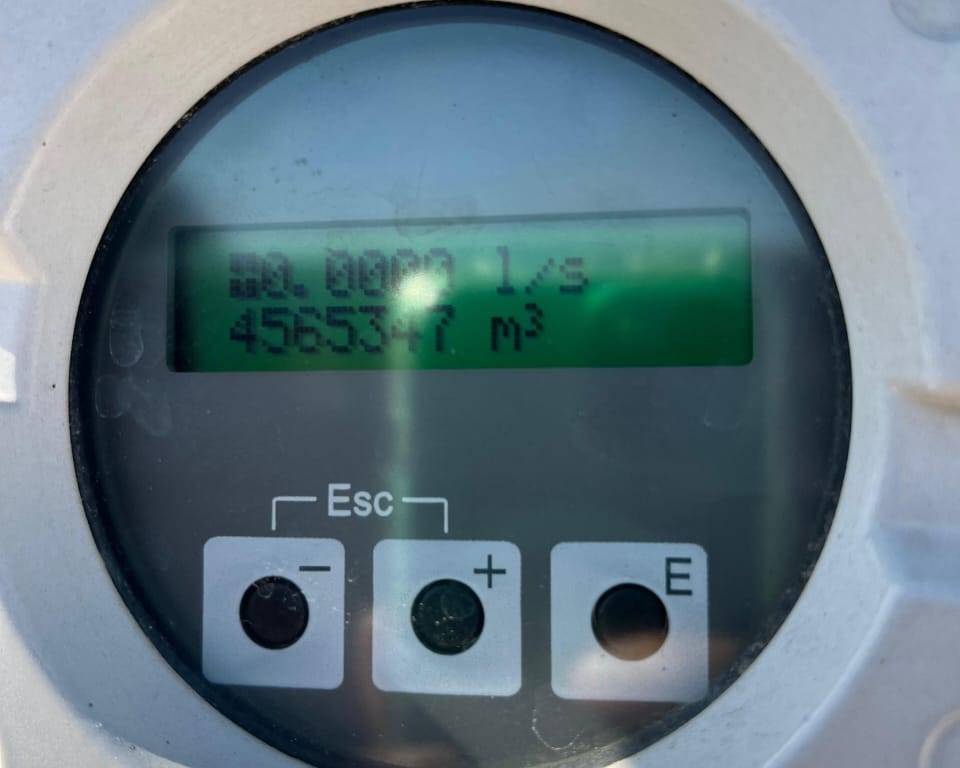 0.0000 l/s
4565347 m³
Esc
-
+
E